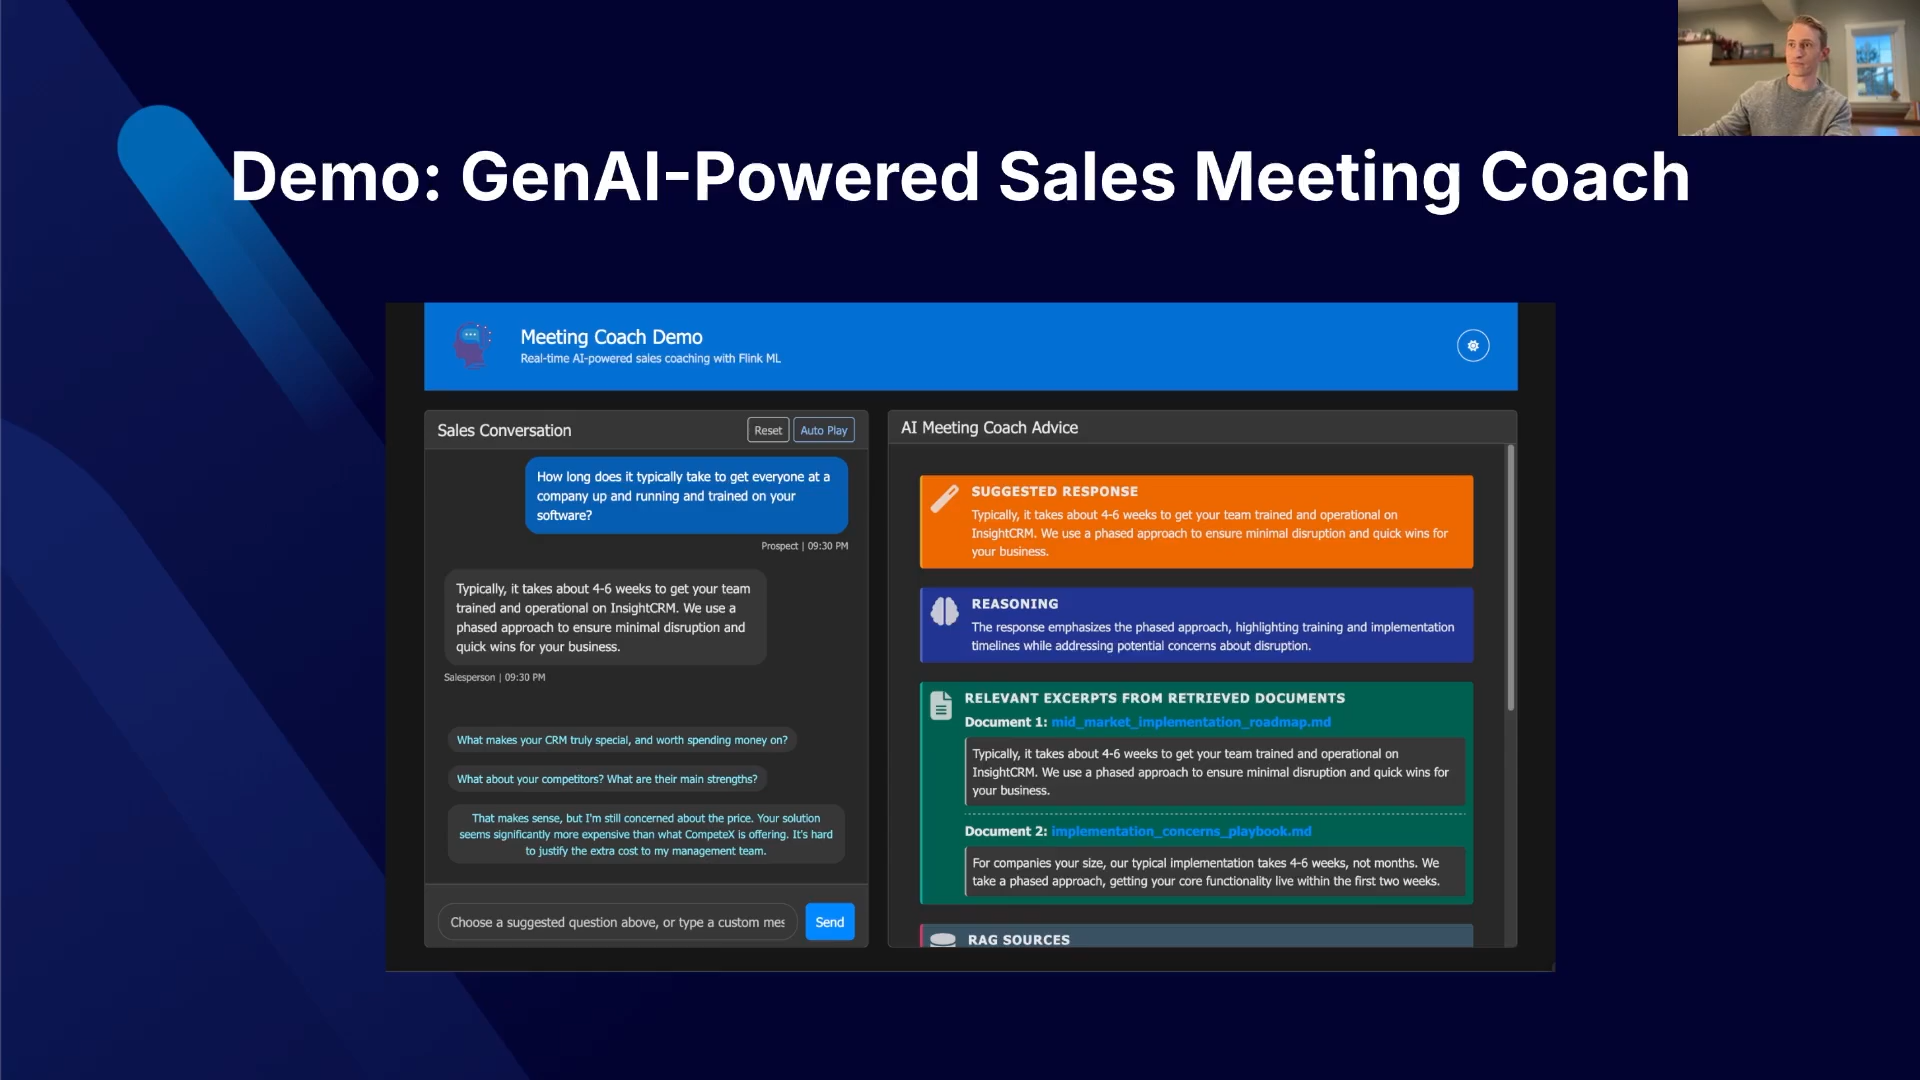 Demo: GenAI-Powered Sales Meeting Coach
Meeting Coach Demo
Real-time AI-powered sales coaching with Flink ML
Sales Conversation
Reset
Auto Play
How long does it typically take to get everyone at a
company up and running and trained on your
software?
Prospect | 09:30 PM
Typically, it takes about 4-6 weeks to get your team
trained and operational on InsightCRM. We use a
phased approach to ensure minimal disruption and
quick wins for your business.
Salesperson | 09:30 PM
What makes your CRM truly special, and worth spending money on?
What about your competitors? What are their main strengths?
That makes sense, but I'm still concerned about the price. Your solution
seems significantly more expensive than what CompeteX is offering. It's hard
to justify the extra cost to my management team.
Choose a suggested question above, or type a custom mes
Send
AI Meeting Coach Advice
SUGGESTED RESPONSE
Typically, it takes about 4-6 weeks to get your team trained and operational on
InsightCRM. We use a phased approach to ensure minimal disruption and quick wins for
your business.
REASONING
The response emphasizes the phased approach, highlighting training and implementation
timelines while addressing potential concerns about disruption.
RELEVANT EXCERPTS FROM RETRIEVED DOCUMENTS
Document 1: mid_market_implementation_roadmap.md
Typically, it takes about 4-6 weeks to get your team trained and operational on
InsightCRM. We use a phased approach to ensure minimal disruption and quick wins for
your business.
Document 2: implementation_concerns_playbook.md
For companies your size, our typical implementation takes 4-6 weeks, not months. We
take a phased approach, getting your core functionality live within the first two weeks.
RAG SOURCES